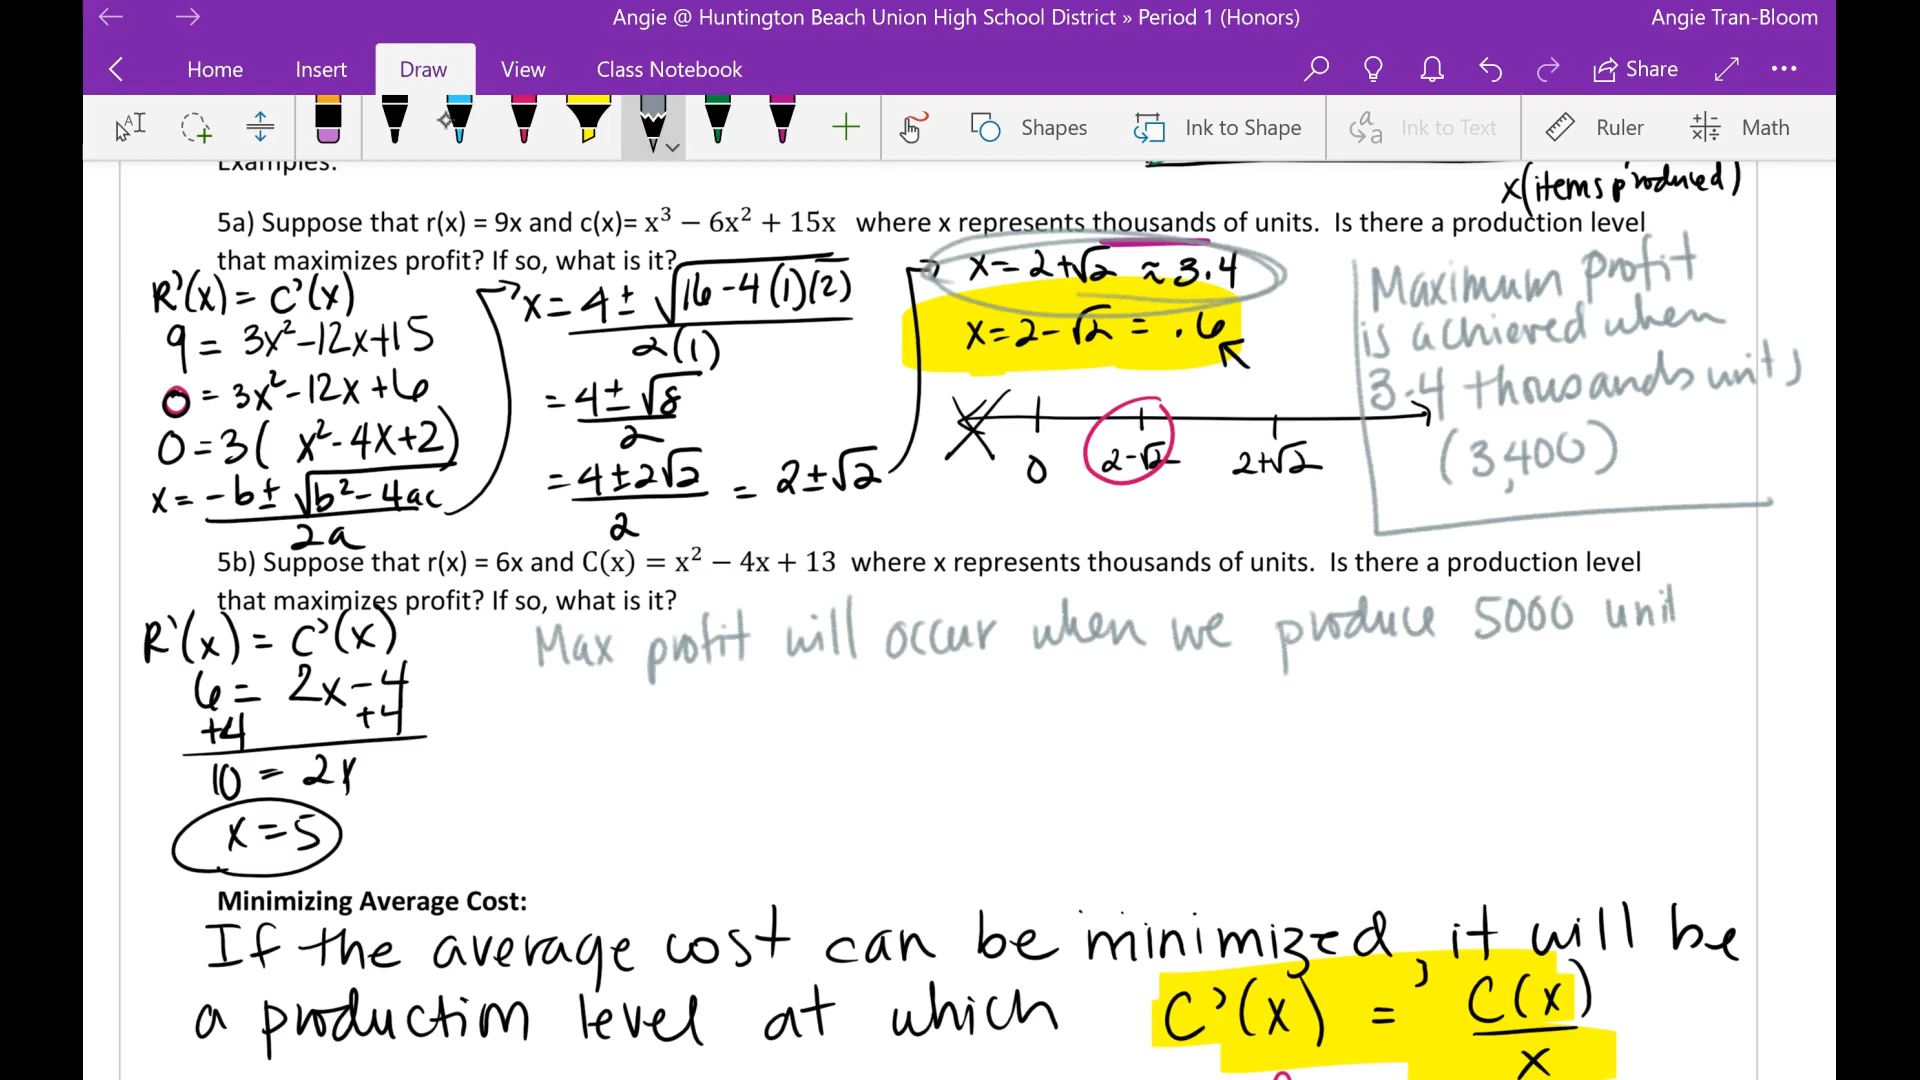 Angie @ Huntington Beach Union High School District » Period 1 (Honors)
Angie Tran-Bloom
Home Insert Draw View Class Notebook
Share
Shapes Ink to Shape Ink to Text Ruler Math
Examples:
x (items produced)
5a) Suppose that r(x) = 9x and c(x)= x³ − 6x² + 15x where x represents thousands of units. Is there a production level
that maximizes profit? If so, what is it?
R'(x) = C'(x)
9 = 3x²-12x+15
0 = 3x²-12x+6
0 = 3( x²-4x+2)
x = -b ± √b²-4ac
2a
x = 4 ± √16-4(1)(2)
2(1)
= 4 ± √8
2
= 4 ± 2√2
2
= 2 ± √2
x = 2+√2 ≈ 3.4
x = 2-√2 = .6
0 2-√2 2+√2
Maximum profit
is achieved when
3.4 thousands units
(3,400)
5b) Suppose that r(x) = 6x and C(x) = x² − 4x + 13 where x represents thousands of units. Is there a production level
that maximizes profit? If so, what is it?
Max profit will occur when we produce 5000 unit
R'(x) = C'(x)
6 = 2x-4
+4 +4
10 = 2x
x = 5
Minimizing Average Cost:
If the average cost can be minimized, it will be
a production level at which C'(x) = C(x)
x